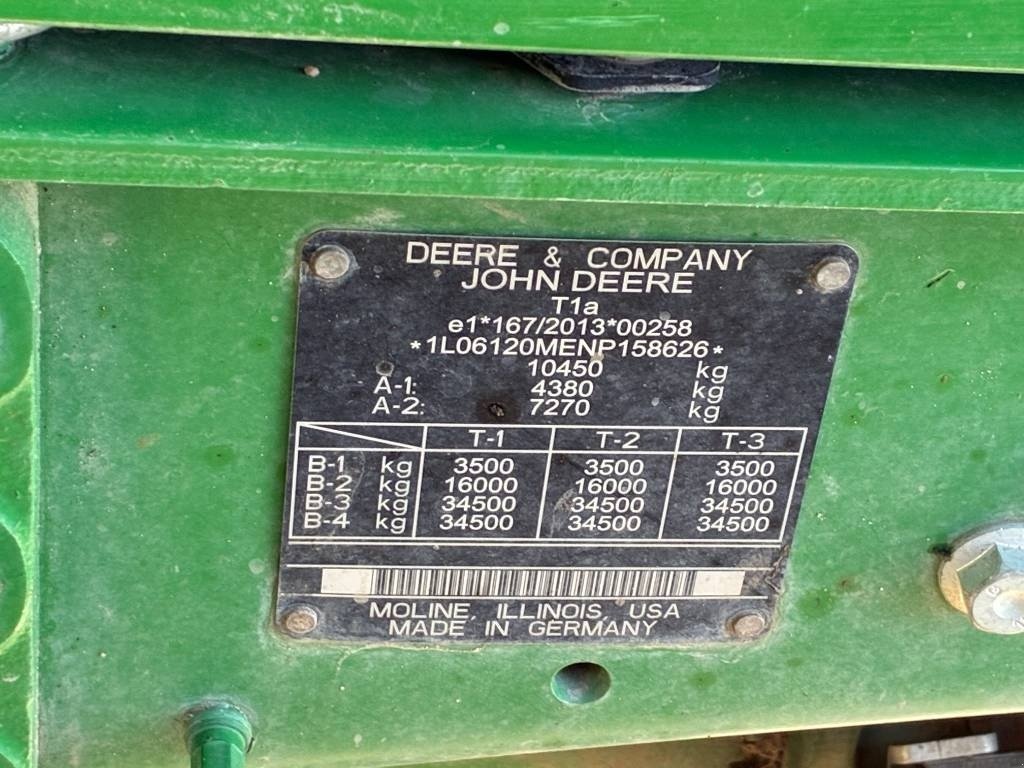 DEERE & COMPANY
JOHN DEERE
T1a
e1*167/2013*00258
*1L06120MENP158626*
10450 kg
A-1: 4380 kg
A-2: 7270 kg
T-1 T-2 T-3
B-1 kg 3500 3500 3500
B-2 kg 16000 16000 16000
B-3 kg 34500 34500 34500
B-4 kg 34500 34500 34500
MOLINE, ILLINOIS, USA
MADE IN GERMANY